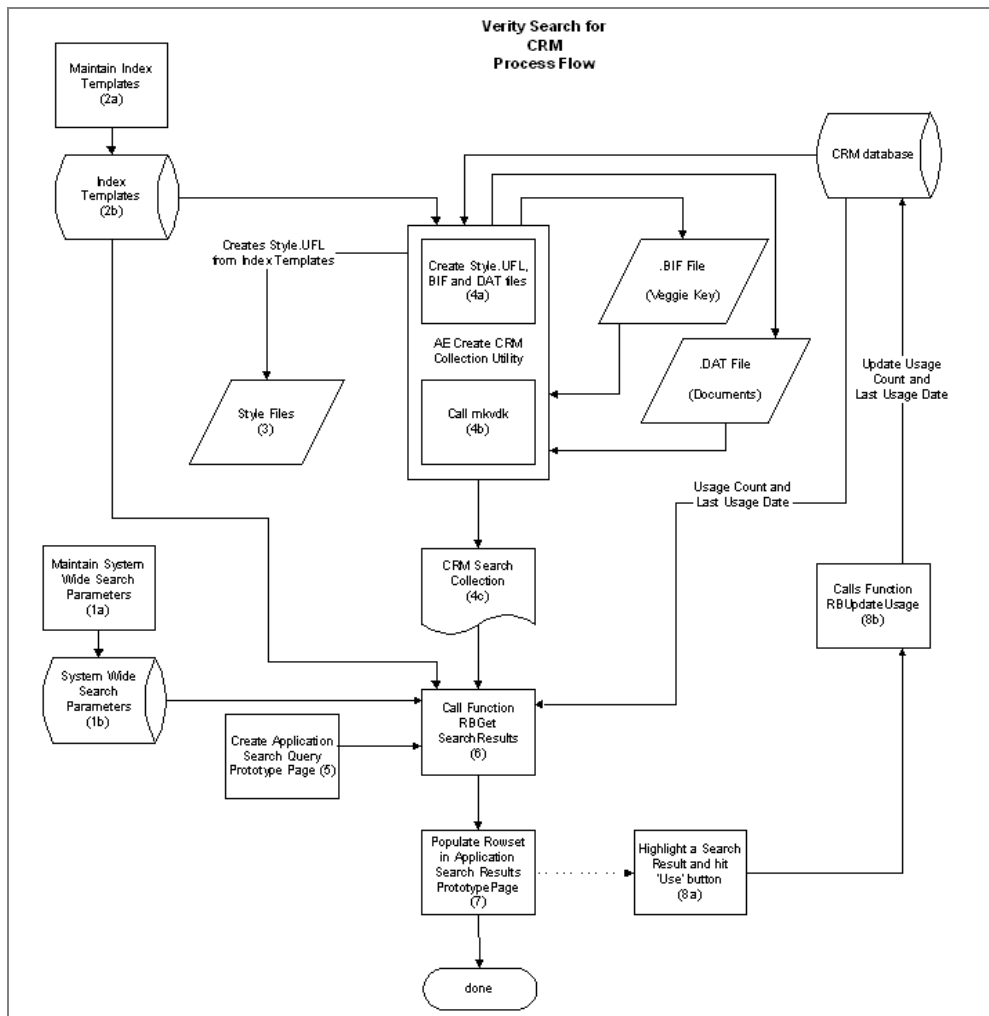 Verity Search for
CRM
Process Flow
Maintain Index
Templates
(2a)
CRM database
Index
Templates
(2b)
Creates Style.UFL
from Index Templates
Create Style.UFL,
BIF and DAT files
(4a)
.BIF File
(Veggie Key)
AE Create CRM
Collection Utility
.DAT File
(Documents)
Update Usage
Count and
Last Usage Date
Style Files
(3)
Call mkvdk
(4b)
Usage Count and
Last Usage Date
Maintain System
Wide Search
Parameters
(1a)
CRM Search
Collection
(4c)
Calls Function
RBUpdateUsage
(8b)
System Wide
Search
Parameters
(1b)
Call Function
RBGet
SearchResults
(6)
Create Application
Search Query
Prototype Page (5)
Populate Rowset
in Application
Search Results
PrototypePage
(7)
Highlight a Search
Result and hit
'Use' button
(8a)
done